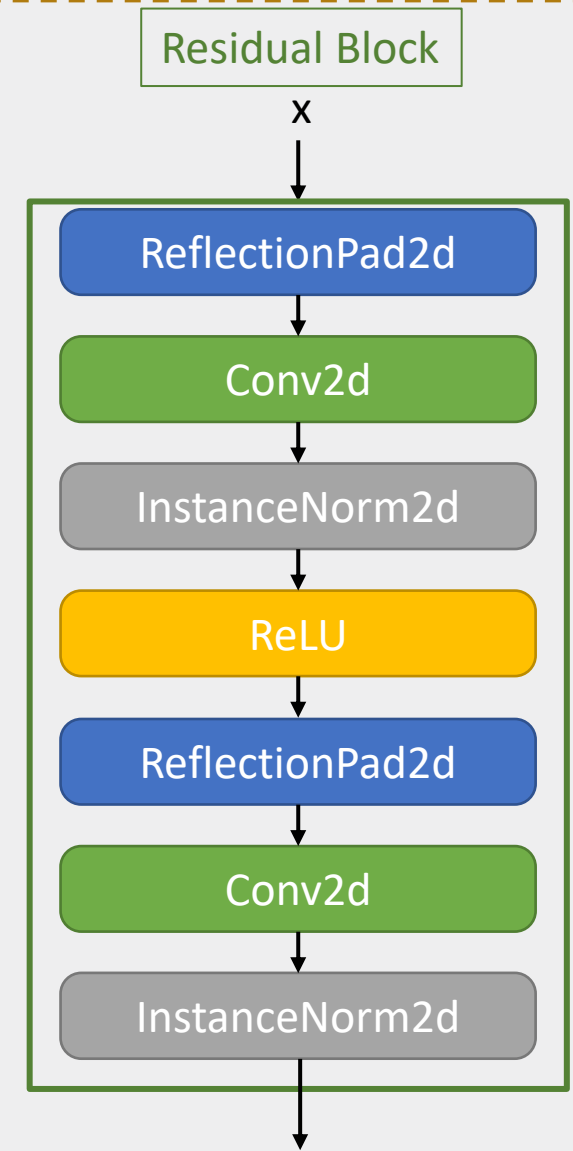 Residual Block
x
ReflectionPad2d
Conv2d
InstanceNorm2d
ReLU
ReflectionPad2d
Conv2d
InstanceNorm2d